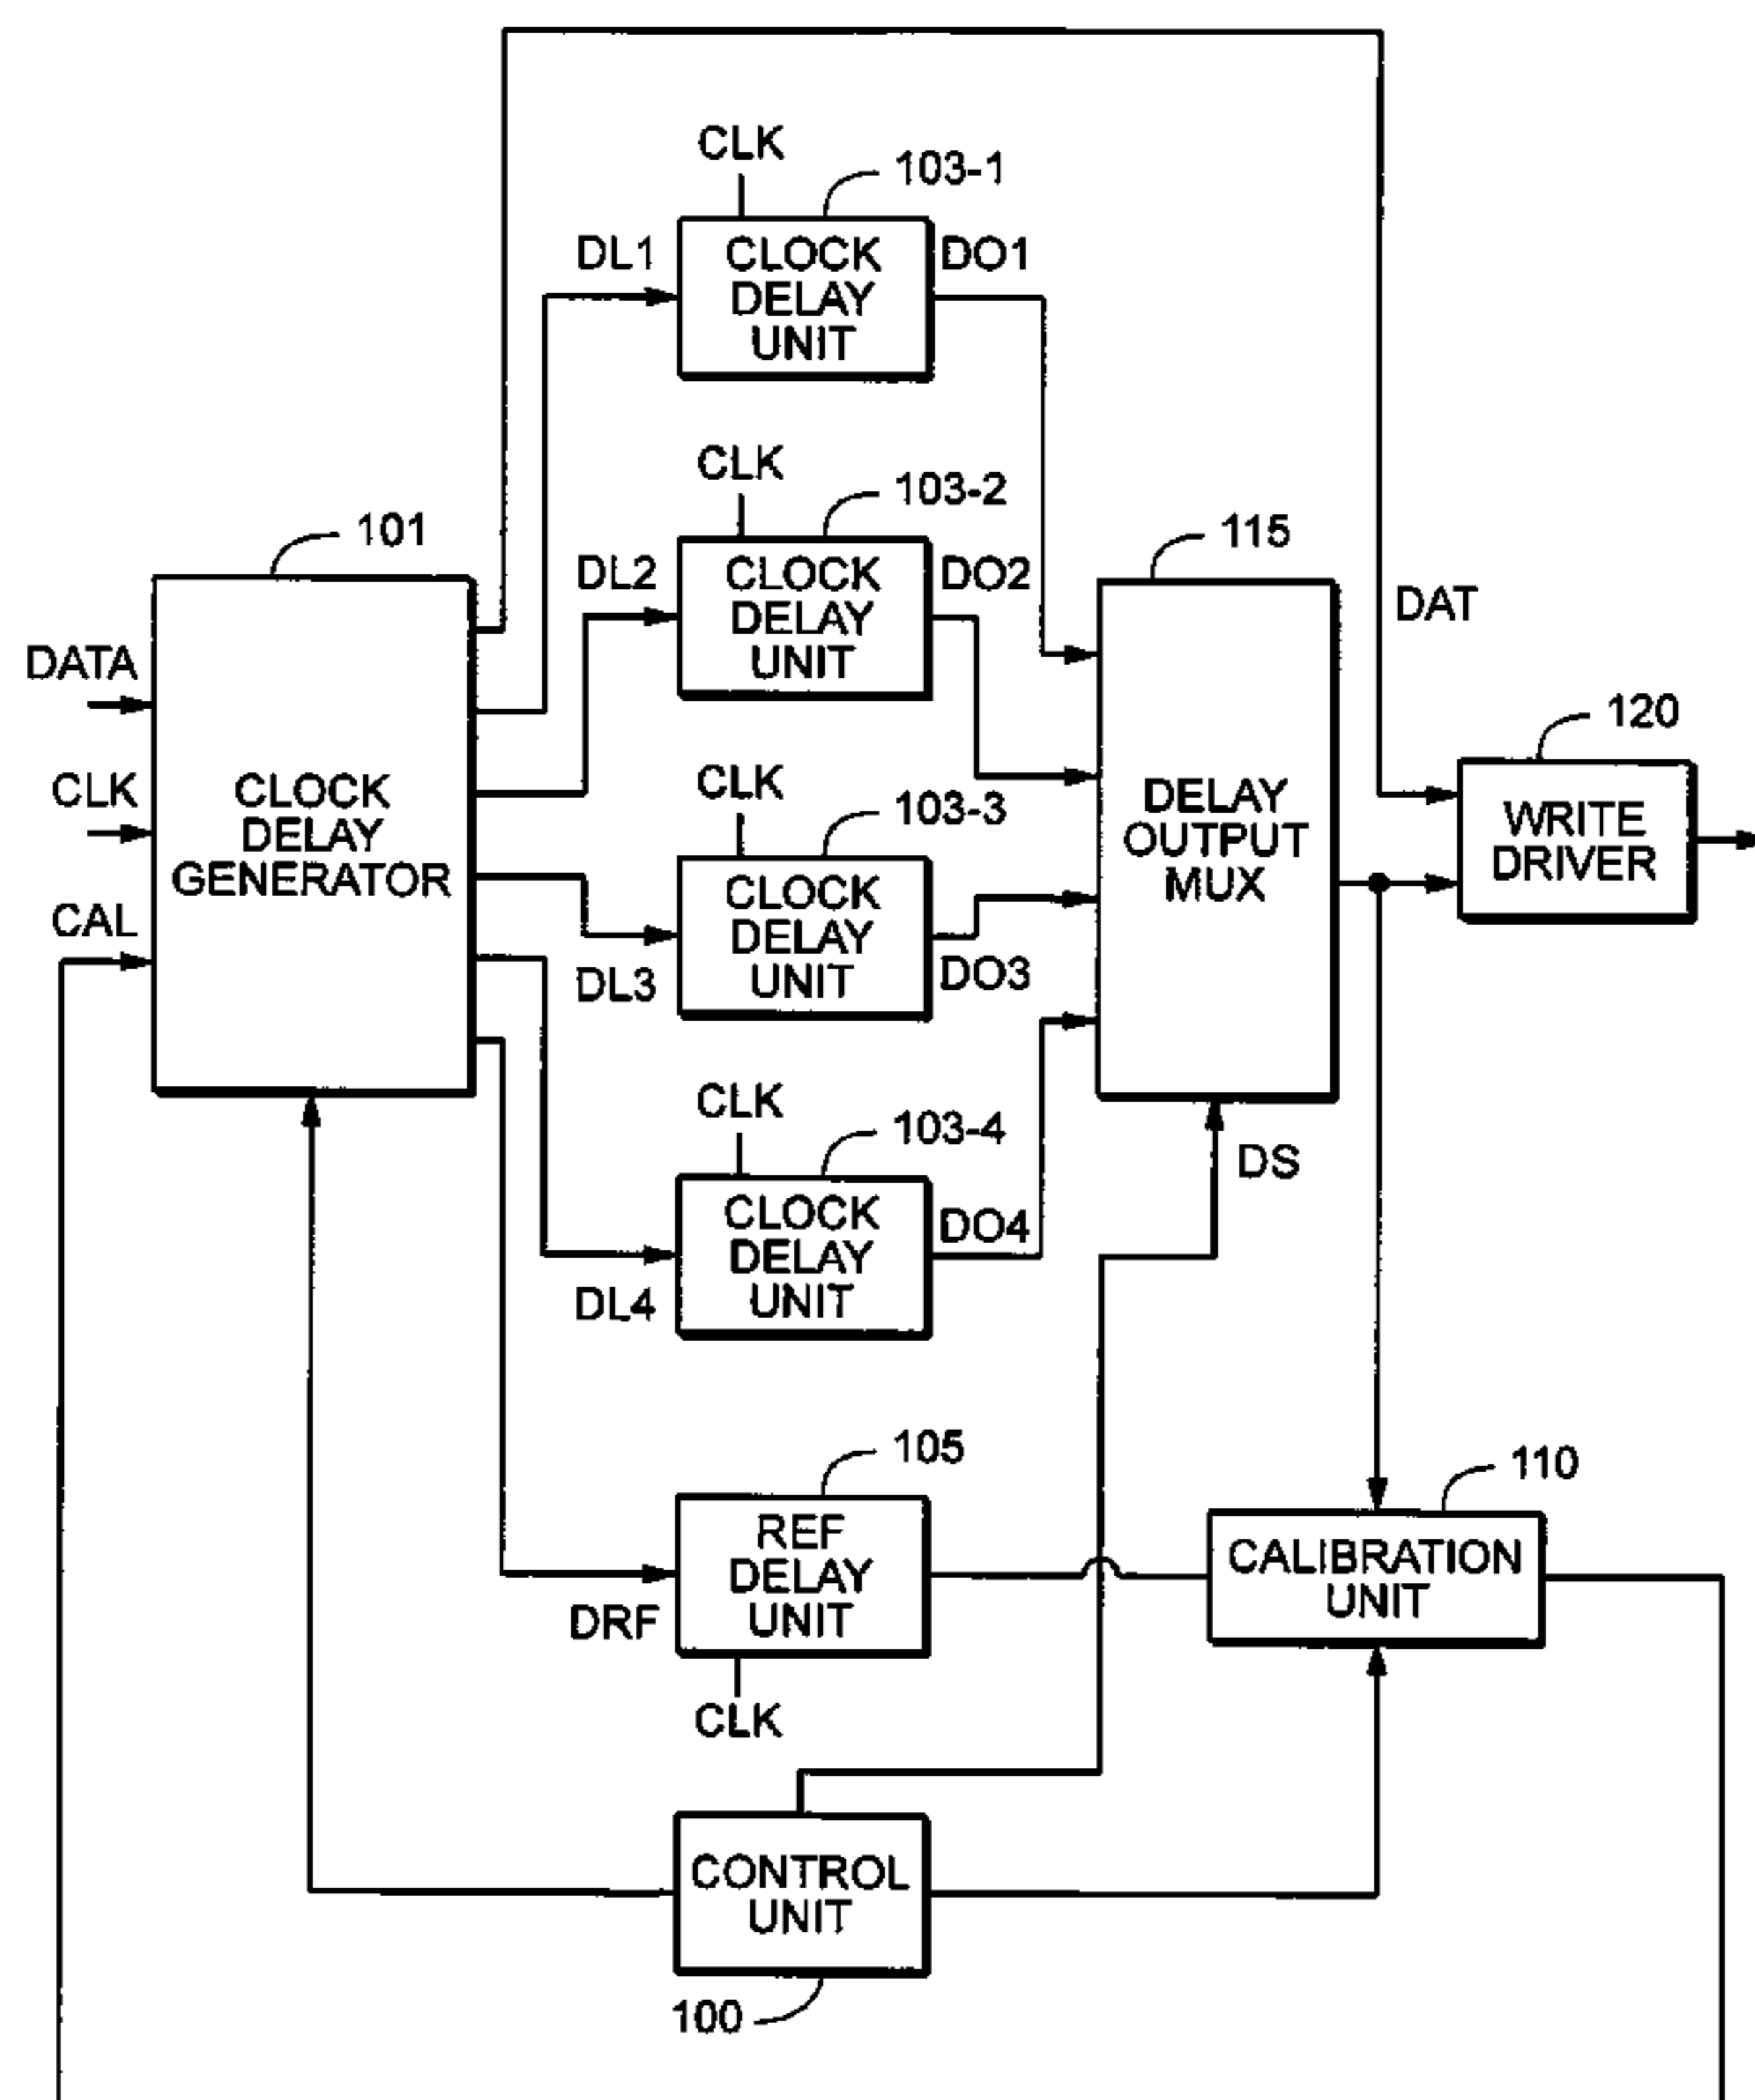 CLK
103-1
DL1
CLOCK
DELAY
UNIT
DO1
CLK
103-2
DL2
CLOCK
DELAY
UNIT
DO2
101
115
DATA
CLK
CAL
CLOCK
DELAY
GENERATOR
DAT
120
WRITE
DRIVER
DELAY
OUTPUT
MUX
CLK
103-3
CLOCK
DELAY
UNIT
DL3
DO3
CLK
103-4
CLOCK
DELAY
UNIT
DL4
DO4
DS
105
REF
DELAY
UNIT
DRF
CLK
110
CALIBRATION
UNIT
CONTROL
UNIT
100